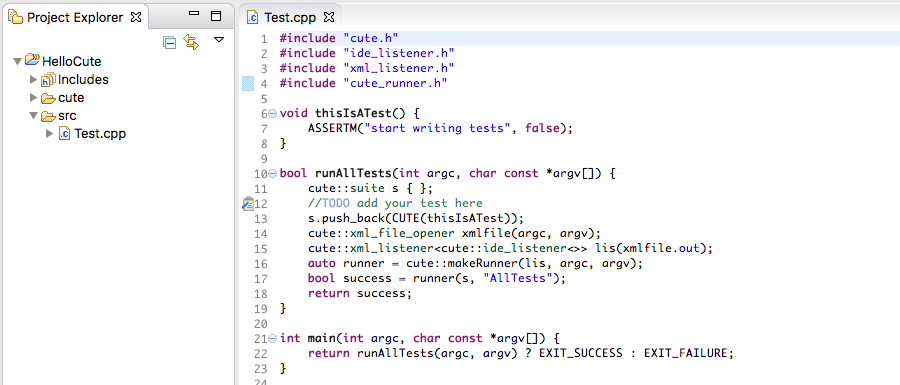 Project Explorer
HelloCute
Includes
cute
src
Test.cpp
Test.cpp
1 #include "cute.h"
2 #include "ide_listener.h"
3 #include "xml_listener.h"
4 #include "cute_runner.h"
5
6 void thisIsATest() {
7     ASSERTM("start writing tests", false);
8 }
9
10 bool runAllTests(int argc, char const *argv[]) {
11     cute::suite s { };
12     //TODO add your test here
13     s.push_back(CUTE(thisIsATest));
14     cute::xml_file_opener xmlfile(argc, argv);
15     cute::xml_listener<cute::ide_listener<>> lis(xmlfile.out);
16     auto runner = cute::makeRunner(lis, argc, argv);
17     bool success = runner(s, "AllTests");
18     return success;
19 }
20
21 int main(int argc, char const *argv[]) {
22     return runAllTests(argc, argv) ? EXIT_SUCCESS : EXIT_FAILURE;
23 }
24